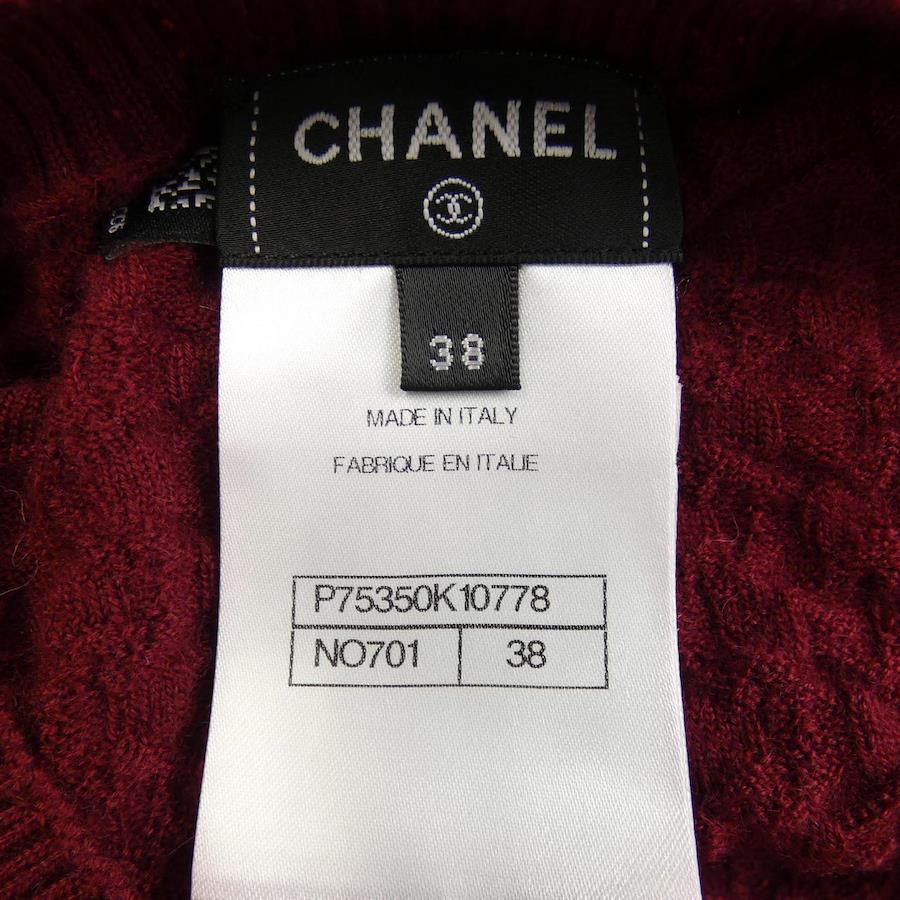 CHANEL
38
MADE IN ITALY
FABRIQUE EN ITALIE
P75350K10778
NO701 38